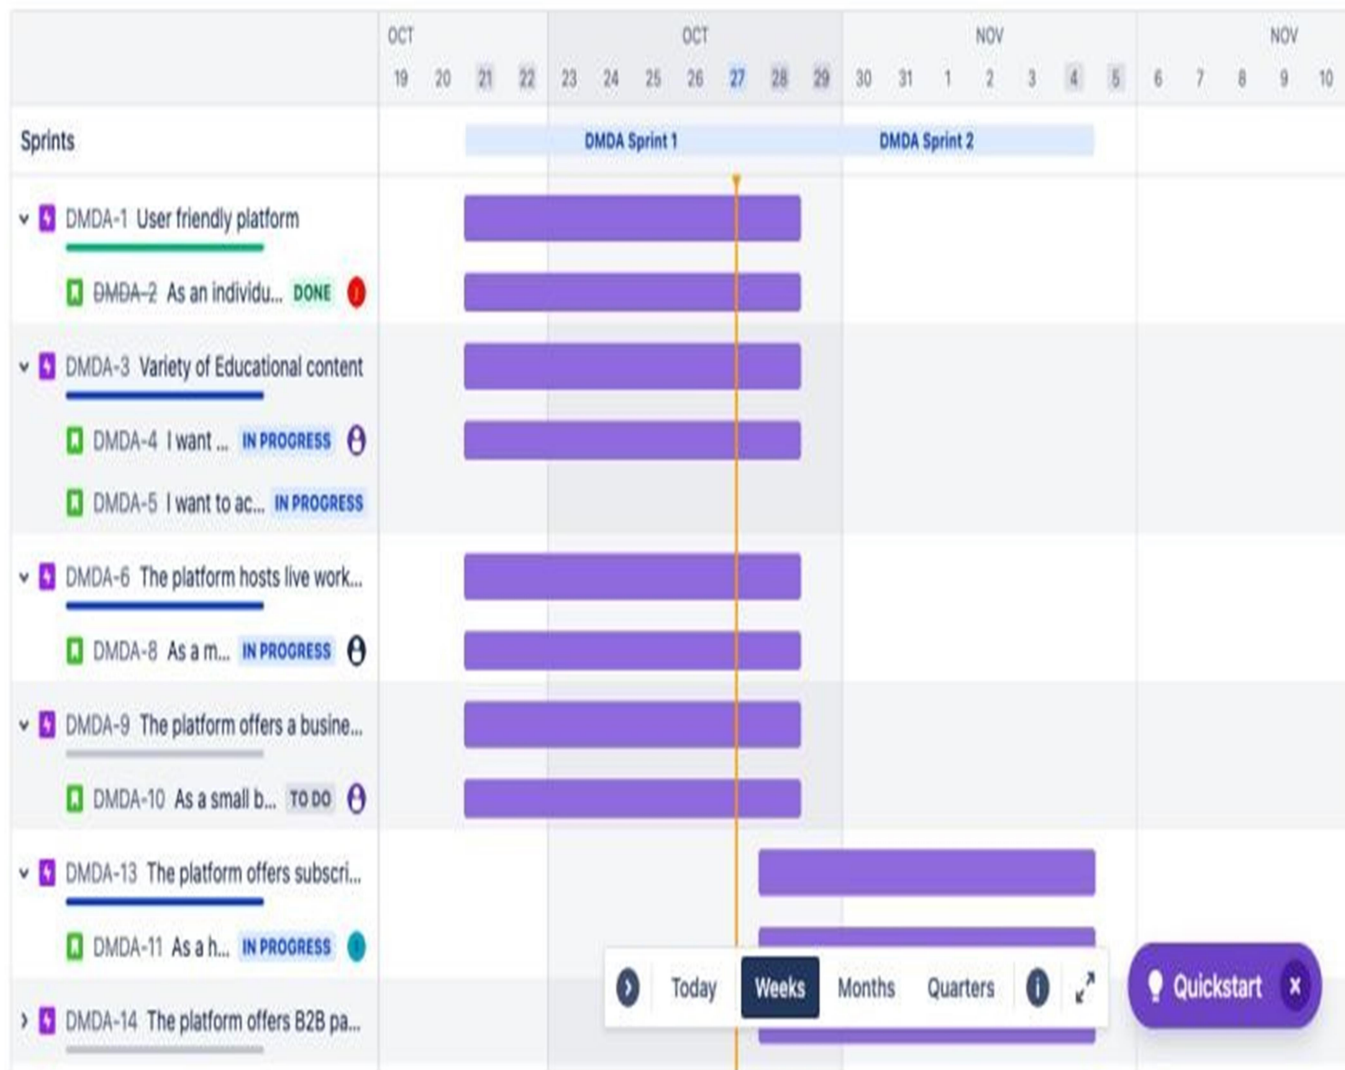 OCT OCT NOV NOV
19 20 21 22 23 24 25 26 27 28 29 30 31 1 2 3 4 5 6 7 8 9 10
Sprints DMDA Sprint 1 DMDA Sprint 2
DMDA-1 User friendly platform
DMDA-2 As an individu... DONE
DMDA-3 Variety of Educational content
DMDA-4 I want ... IN PROGRESS
DMDA-5 I want to ac... IN PROGRESS
DMDA-6 The platform hosts live work...
DMDA-8 As a m... IN PROGRESS
DMDA-9 The platform offers a busine...
DMDA-10 As a small b... TO DO
DMDA-13 The platform offers subscri...
DMDA-11 As a h... IN PROGRESS
Today Weeks Months Quarters Quickstart
DMDA-14 The platform offers B2B pa...